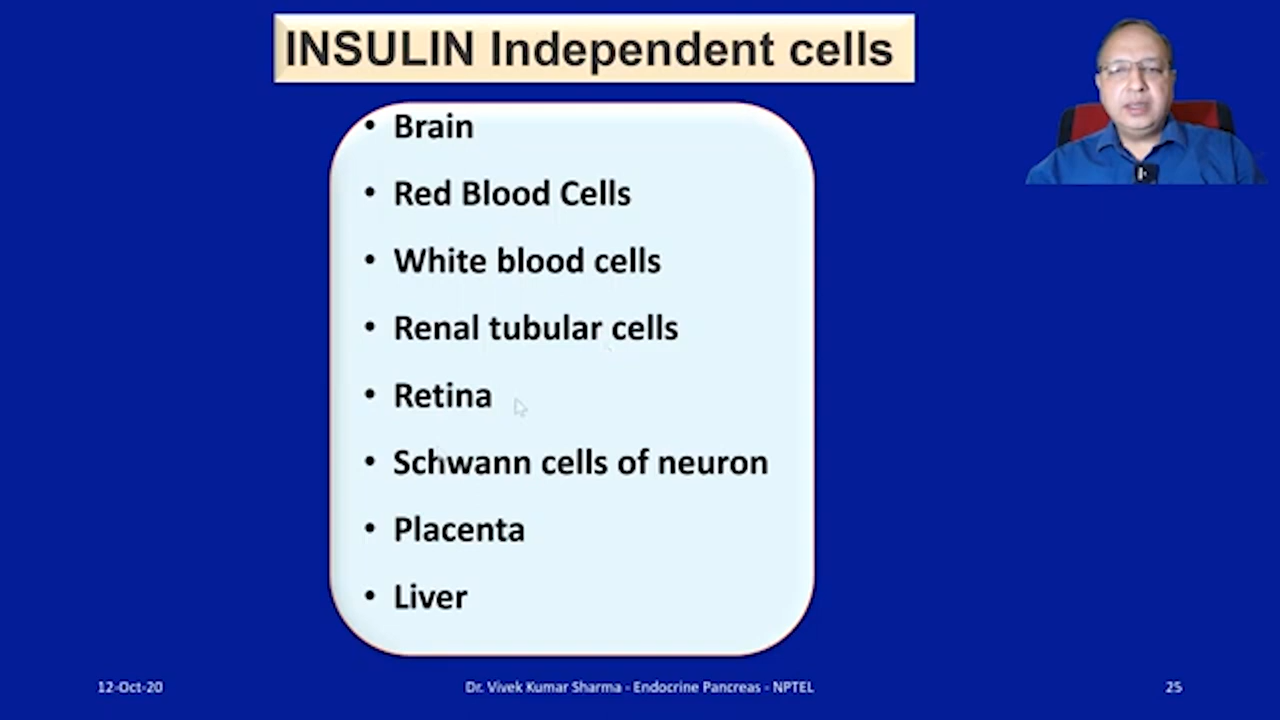 INSULIN Independent cells
• Brain
• Red Blood Cells
• White blood cells
• Renal tubular cells
• Retina
• Schwann cells of neuron
• Placenta
• Liver
12-Oct-20
Dr. Vivek Kumar Sharma - Endocrine Pancreas - NPTEL
25